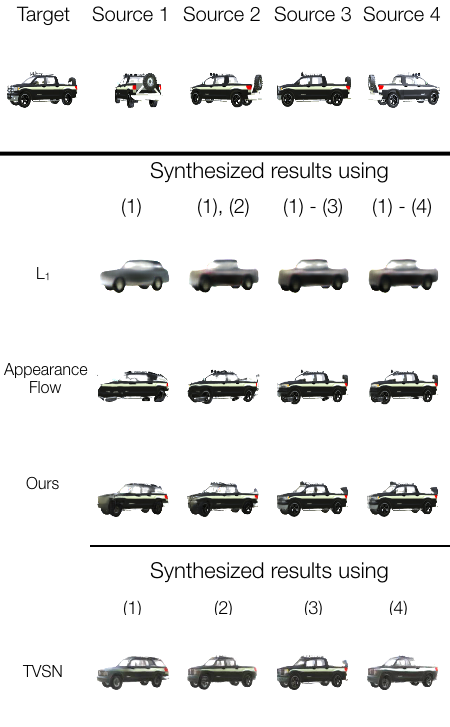 Target Source 1 Source 2 Source 3 Source 4
Synthesized results using
(1) (1), (2) (1) - (3) (1) - (4)
L₁
Appearance
Flow
Ours
Synthesized results using
(1) (2) (3) (4)
TVSN